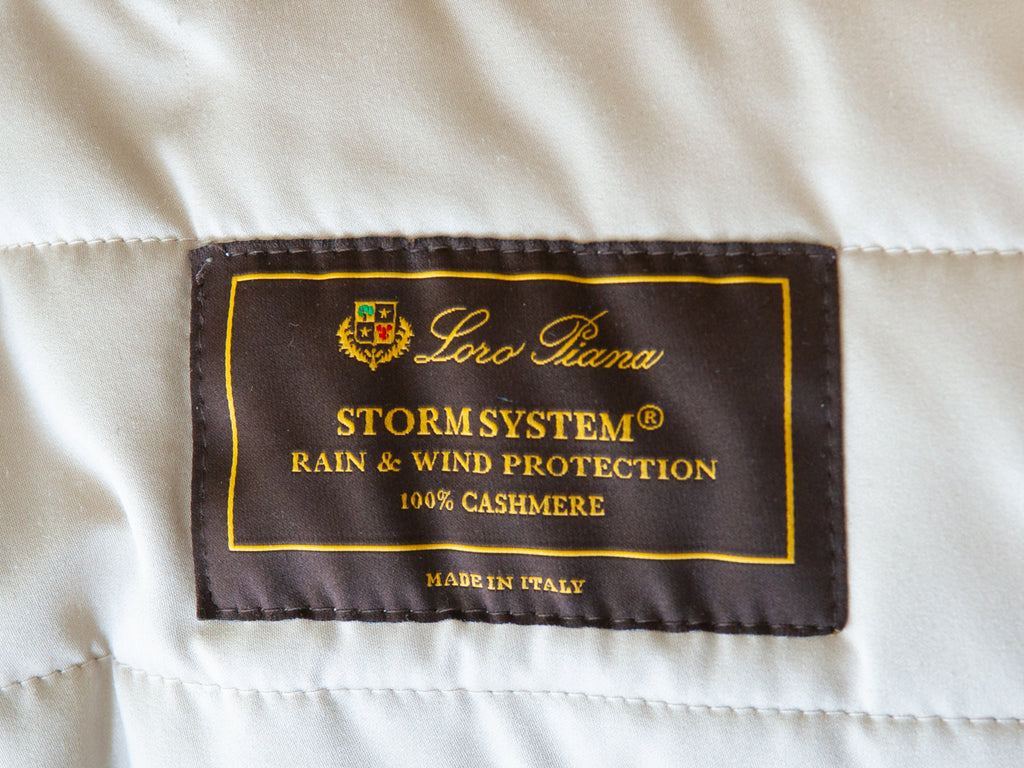 Loro Piana
STORM SYSTEM®
RAIN & WIND PROTECTION
100% CASHMERE
MADE IN ITALY